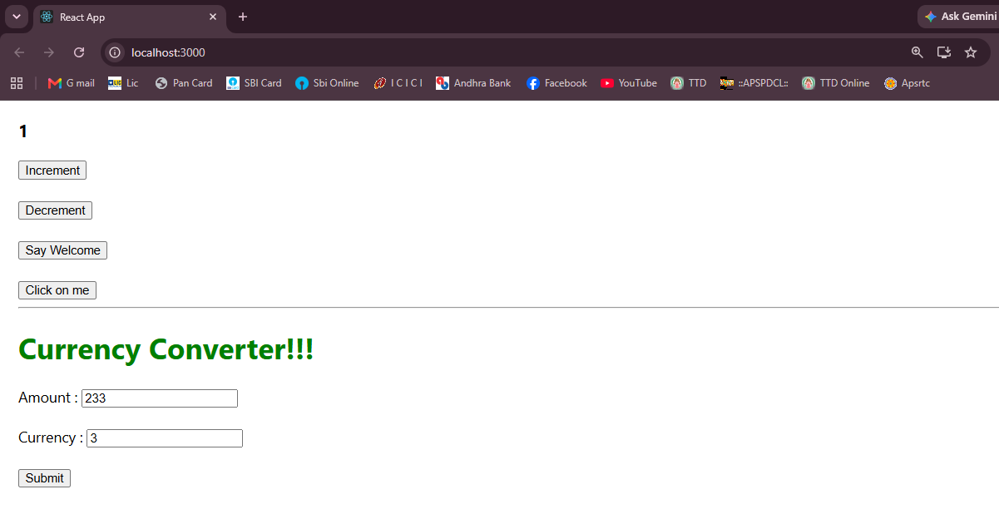 React App
Ask Gemini
localhost:3000
G mail Lic Pan Card SBI Card Sbi Online I C I C I Andhra Bank Facebook YouTube TTD ::APSPDCL:: TTD Online Apsrtc
1
Increment
Decrement
Say Welcome
Click on me
Currency Converter!!!
Amount : 233
Currency : 3
Submit